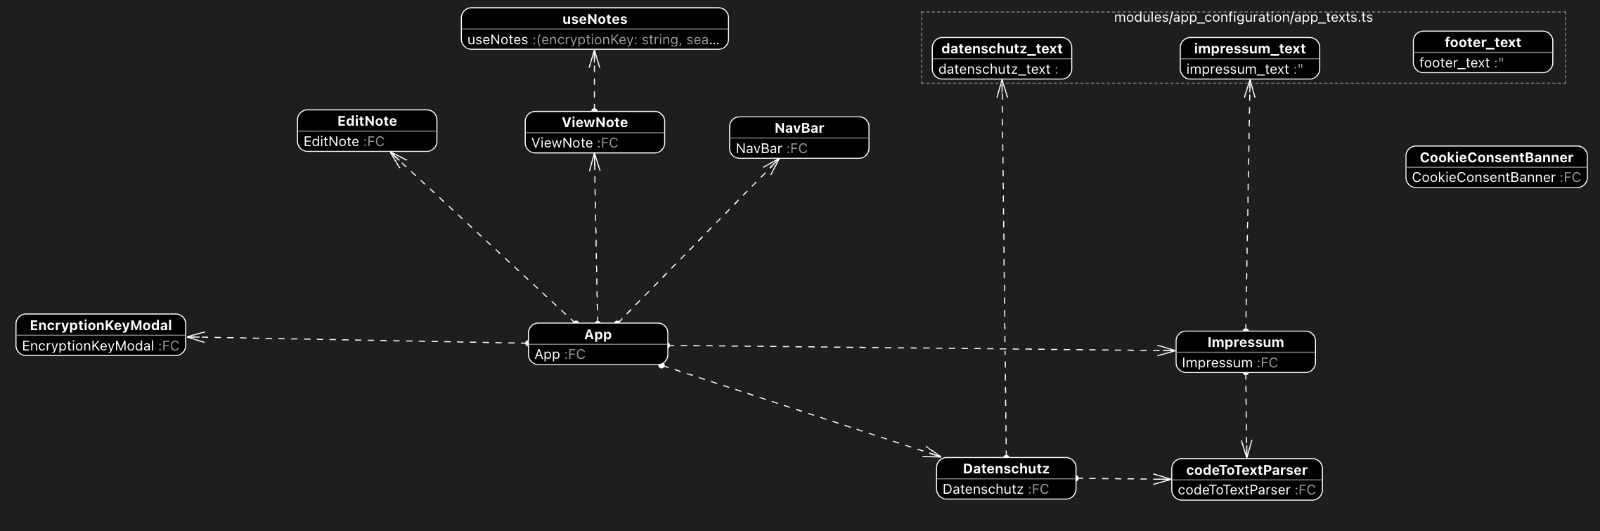 useNotes
useNotes :(encryptionKey: string, sea...
modules/app_configuration/app_texts.ts
datenschutz_text
datenschutz_text :
impressum_text
impressum_text :"
footer_text
footer_text :"
EditNote
EditNote :FC
ViewNote
ViewNote :FC
NavBar
NavBar :FC
CookieConsentBanner
CookieConsentBanner :FC
EncryptionKeyModal
EncryptionKeyModal :FC
App
App :FC
Impressum
Impressum :FC
Datenschutz
Datenschutz :FC
codeToTextParser
codeToTextParser :FC